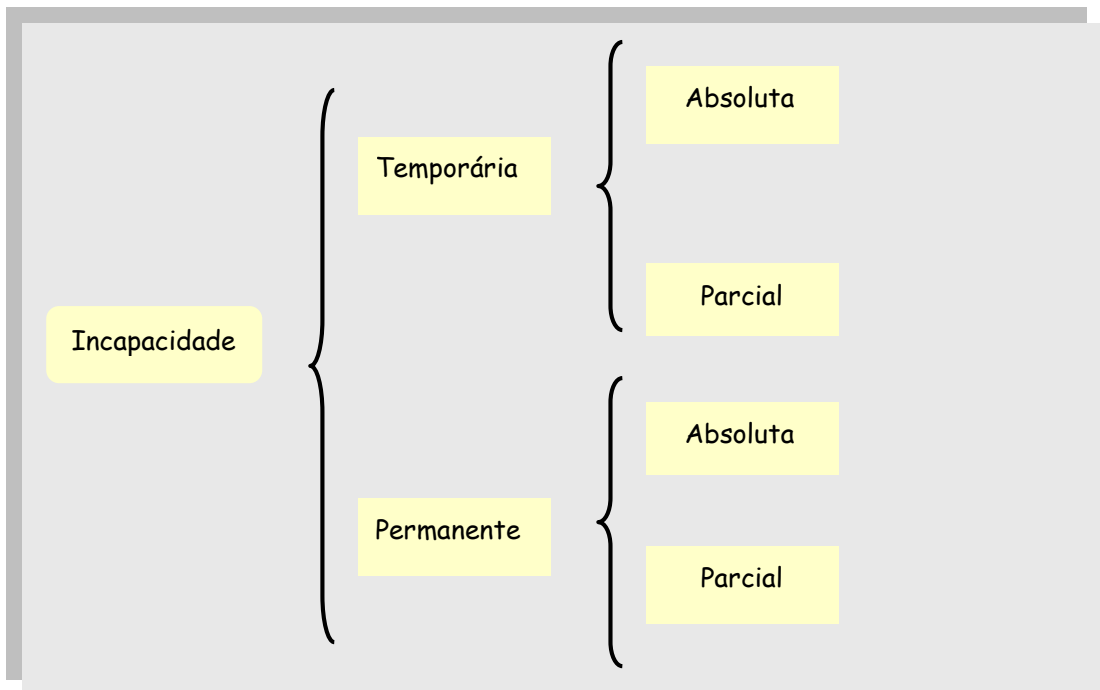 Incapacidade
Temporária
Absoluta
Parcial
Permanente
Absoluta
Parcial